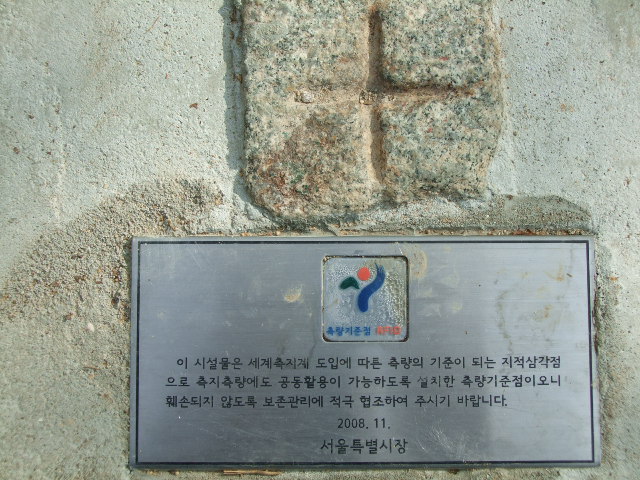 측량기준점
이 시설물은 세계측지계 도입에 따른 측량의 기준이 되는 지적삼각점
으로 측지측량에도 공동활용이 가능하도록 설치한 측량기준점이오니
훼손되지 않도록 보존관리에 적극 협조하여 주시기 바랍니다.
2008. 11.
서울특별시장